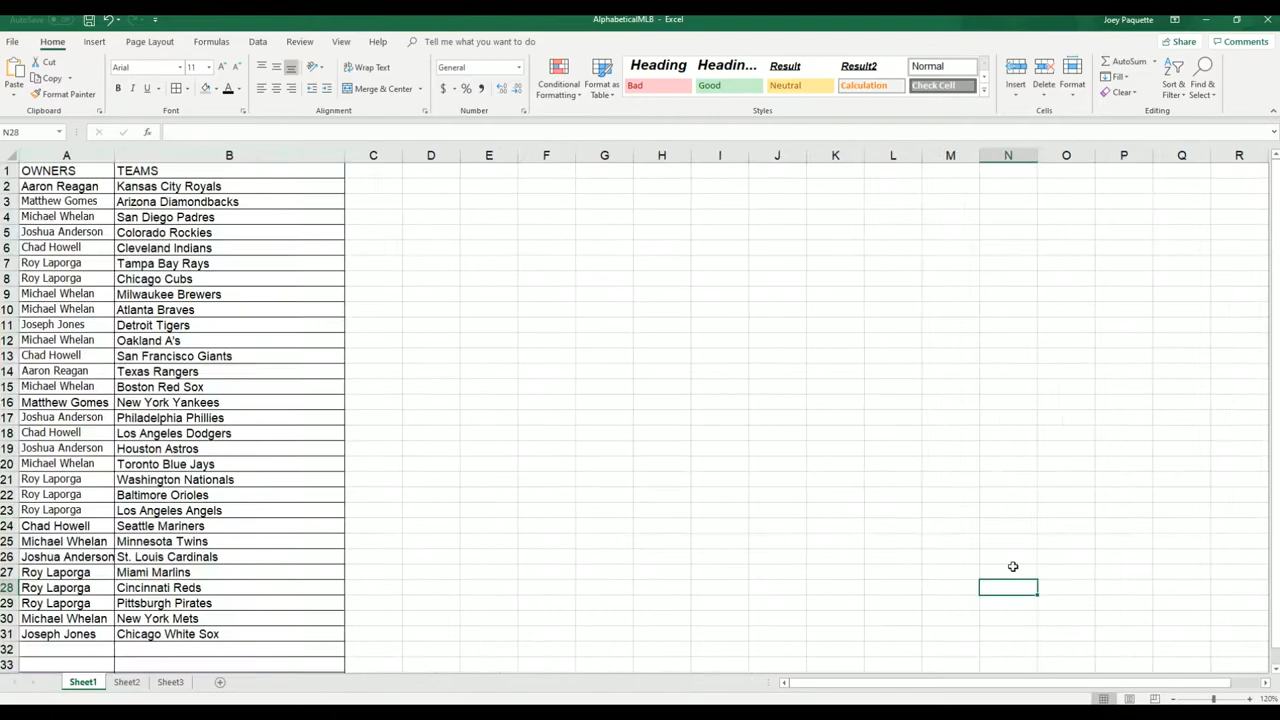 AutoSave Off AlphabeticalMLB - Excel Joey Paquette
File Home Insert Page Layout Formulas Data Review View Help Tell me what you want to do Share Comments
Paste Cut Copy Format Painter Clipboard
Arial 11 B I U A Font
Wrap Text Merge & Center Alignment
General $ % Number
Conditional Formatting Format as Table
Heading Headin... Result Result2 Normal
Bad Good Neutral Calculation Check Cell
Styles
Insert Delete Format Cells
AutoSum Fill Clear Sort & Filter Find & Select Editing
N28 fx
A B C D E F G H I J K L M N O P Q R
1 OWNERS TEAMS
2 Aaron Reagan Kansas City Royals
3 Matthew Gomes Arizona Diamondbacks
4 Michael Whelan San Diego Padres
5 Joshua Anderson Colorado Rockies
6 Chad Howell Cleveland Indians
7 Roy Laporga Tampa Bay Rays
8 Roy Laporga Chicago Cubs
9 Michael Whelan Milwaukee Brewers
10 Michael Whelan Atlanta Braves
11 Joseph Jones Detroit Tigers
12 Michael Whelan Oakland A's
13 Chad Howell San Francisco Giants
14 Aaron Reagan Texas Rangers
15 Michael Whelan Boston Red Sox
16 Matthew Gomes New York Yankees
17 Joshua Anderson Philadelphia Phillies
18 Chad Howell Los Angeles Dodgers
19 Joshua Anderson Houston Astros
20 Michael Whelan Toronto Blue Jays
21 Roy Laporga Washington Nationals
22 Roy Laporga Baltimore Orioles
23 Roy Laporga Los Angeles Angels
24 Chad Howell Seattle Mariners
25 Michael Whelan Minnesota Twins
26 Joshua Anderson St. Louis Cardinals
27 Roy Laporga Miami Marlins
28 Roy Laporga Cincinnati Reds
29 Roy Laporga Pittsburgh Pirates
30 Michael Whelan New York Mets
31 Joseph Jones Chicago White Sox
32
33
Sheet1 Sheet2 Sheet3
120%